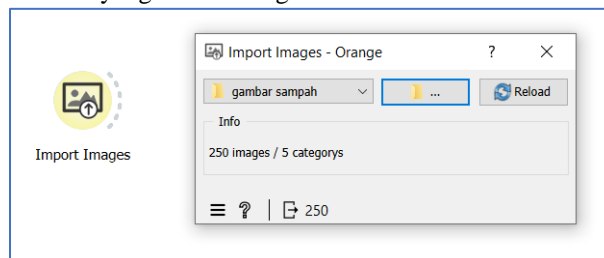 Import Images - Orange ? ×
gambar sampah ... Reload
Info
Import Images
250 images / 5 categorys
? 250